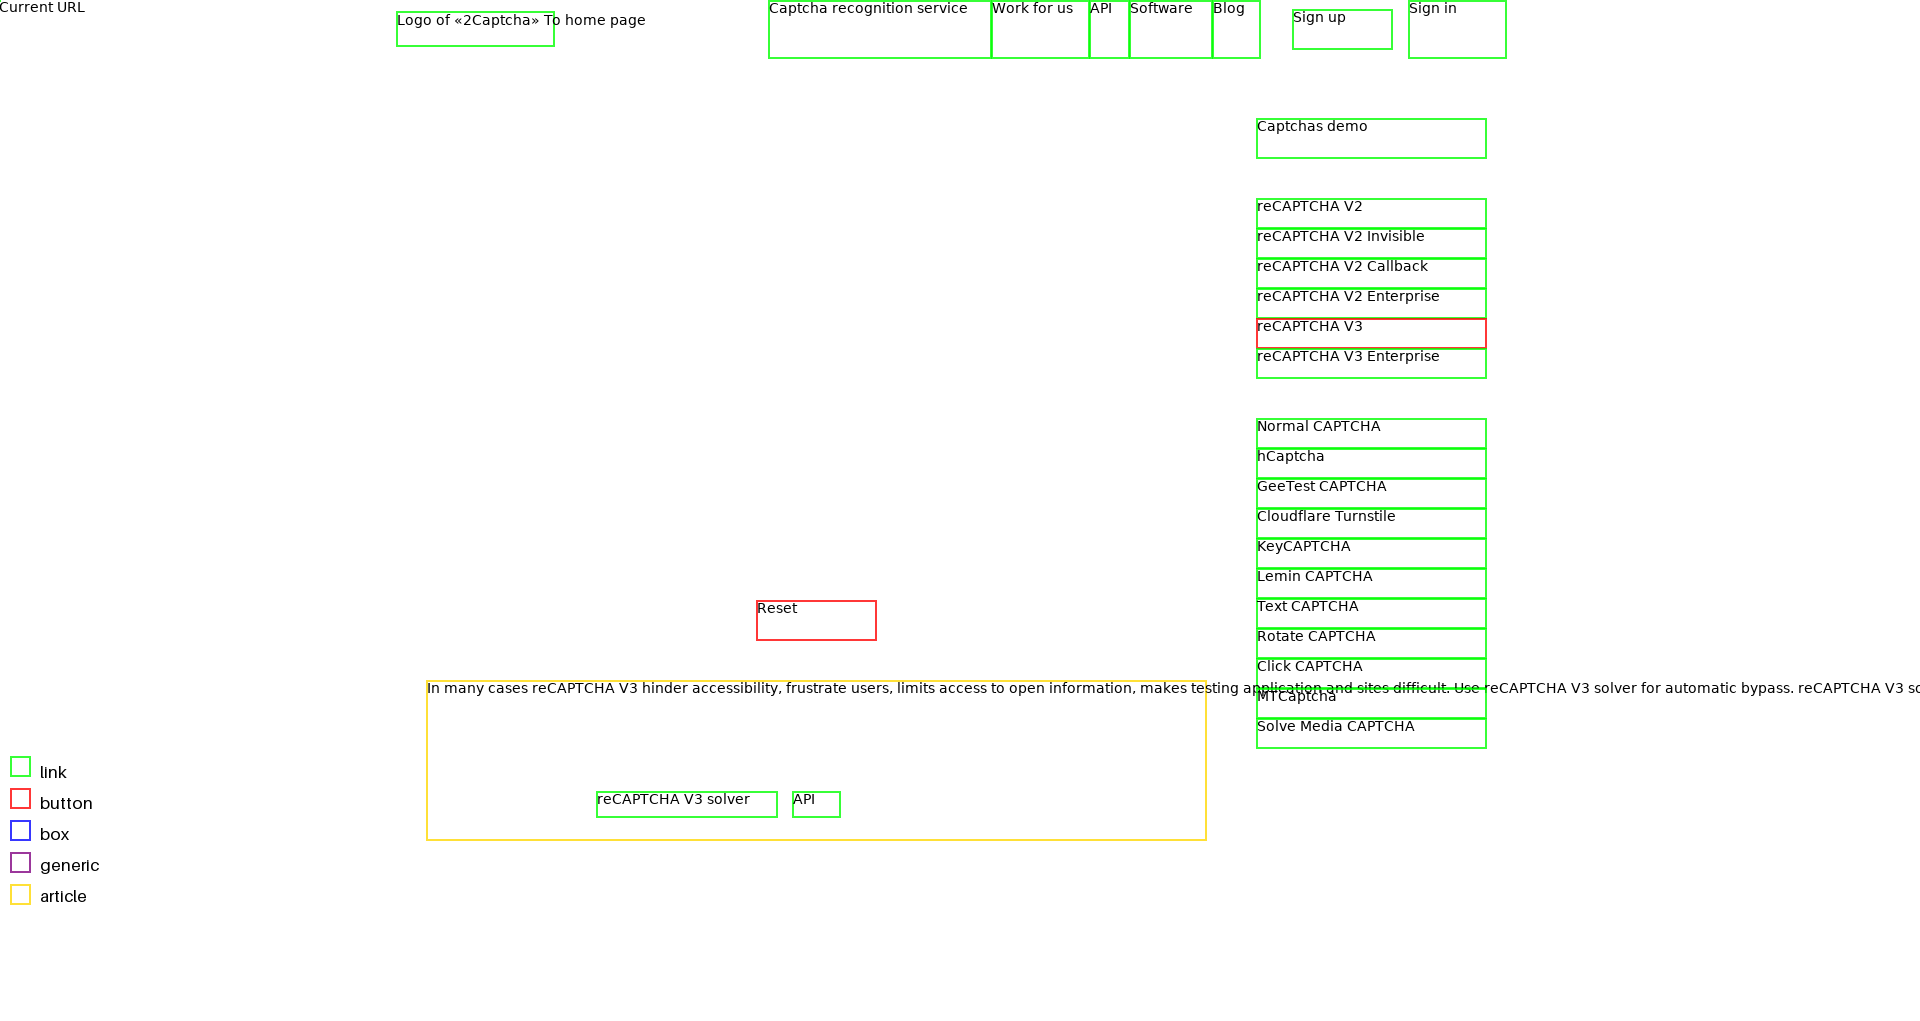 Current URL
Logo of «2Captcha» To home page
Captcha recognition service
Work for us
API
Software
Blog
Sign up
Sign in
Captchas demo
reCAPTCHA V2
reCAPTCHA V2 Invisible
reCAPTCHA V2 Callback
reCAPTCHA V2 Enterprise
reCAPTCHA V3
reCAPTCHA V3 Enterprise
Normal CAPTCHA
hCaptcha
GeeTest CAPTCHA
Cloudflare Turnstile
KeyCAPTCHA
Lemin CAPTCHA
Text CAPTCHA
Rotate CAPTCHA
Click CAPTCHA
MTCaptcha
Solve Media CAPTCHA
Reset
In many cases reCAPTCHA V3 hinder accessibility, frustrate users, limits access to open information, makes testing application and sites difficult. Use reCAPTCHA V3 solver for automatic bypass. reCAPTCHA V3
reCAPTCHA V3 solver
API
link
button
box
generic
article